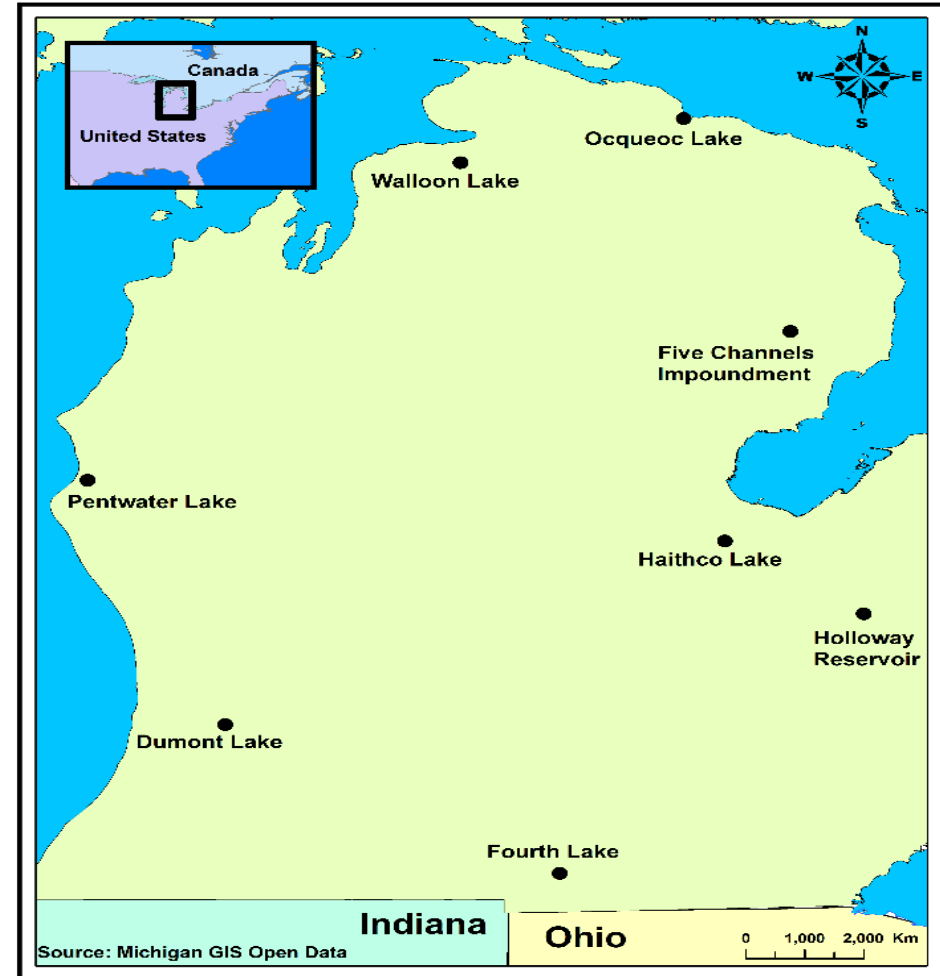 N
W E
S
Canada
United States
Ocqueoc Lake
Walloon Lake
Five Channels
Impoundment
Pentwater Lake
Haithco Lake
Holloway
Reservoir
Dumont Lake
Fourth Lake
Indiana
Ohio
Source: Michigan GIS Open Data
0 1,000 2,000 Km